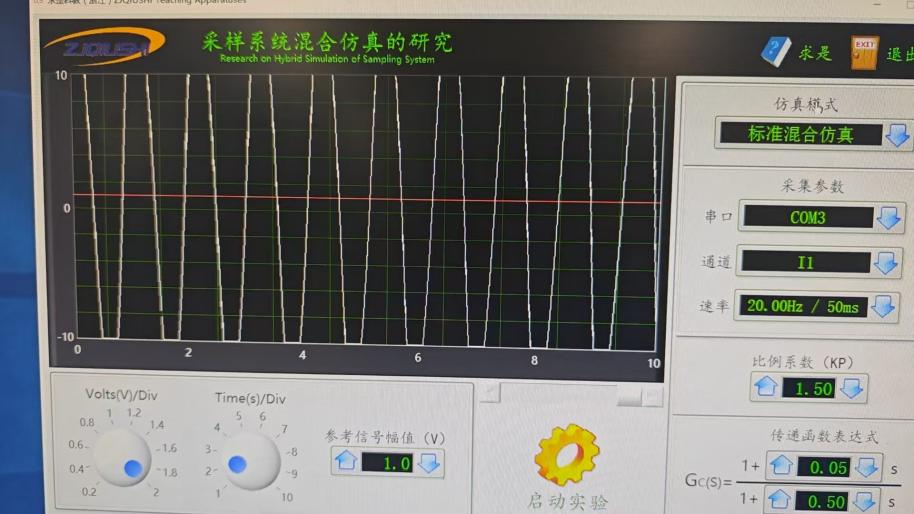 ZJQIUSHI Teaching Apparatuses
ZJQIUSHI
采样系统混合仿真的研究
Research on Hybrid Simulation of Sampling System
求是
EXIT
退出
10
0
-10
0 2 4 6 8 10
仿真模式
标准混合仿真
采集参数
串口 COM3
通道 I1
速率 20.00Hz / 50ms
比例系数（KP）
1.50
传递函数表达式
Gc(S)=
1+ 0.05 s
1+ 0.50 s
Volts(V)/Div
0.2 0.4 0.6 0.8 1 1.2 1.4 1.6 1.8 2
Time(s)/Div
1 2 3 4 5 6 7 8 9 10
参考信号幅值（V）
1.0
启动实验